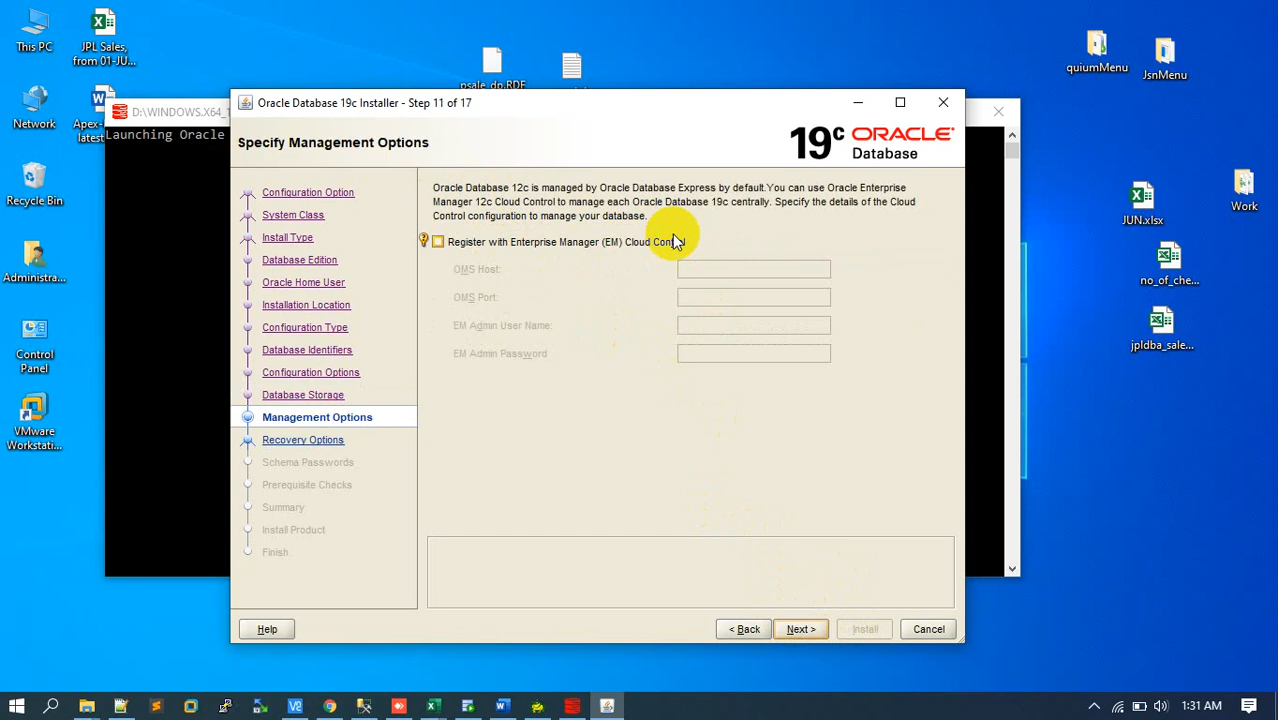 This PC
JPL Sales,
from 01-JU...
psale_dp.RDF
quiumMenu
JsnMenu
Network
Apex-
latest
Recycle Bin
Administra...
Control
Panel
VMware
Workstati...
JUN.xlsx
Work
no_of_che...
jpldba_sale...
D:\WINDOWS.X64_1
Launching Oracle
Oracle Database 19c Installer - Step 11 of 17
Specify Management Options
19c ORACLE
Database
Configuration Option
System Class
Install Type
Database Edition
Oracle Home User
Installation Location
Configuration Type
Database Identifiers
Configuration Options
Database Storage
Management Options
Recovery Options
Schema Passwords
Prerequisite Checks
Summary
Install Product
Finish
Oracle Database 12c is managed by Oracle Database Express by default.You can use Oracle Enterprise
Manager 12c Cloud Control to manage each Oracle Database 19c centrally. Specify the details of the Cloud
Control configuration to manage your database.
Register with Enterprise Manager (EM) Cloud Control
OMS Host:
OMS Port:
EM Admin User Name:
EM Admin Password
Help
< Back
Next >
Install
Cancel
1:31 AM